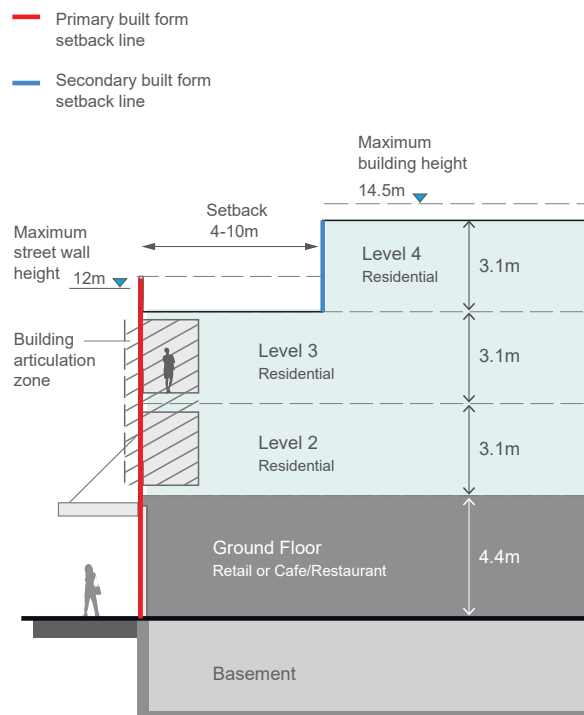 Primary built form
setback line
Secondary built form
setback line
Maximum
building height
14.5m
Setback
4-10m
Maximum
street wall
height
12m
Level 4
Residential
3.1m
Building
articulation
zone
Level 3
Residential
3.1m
Level 2
Residential
3.1m
Ground Floor
Retail or Cafe/Restaurant
4.4m
Basement